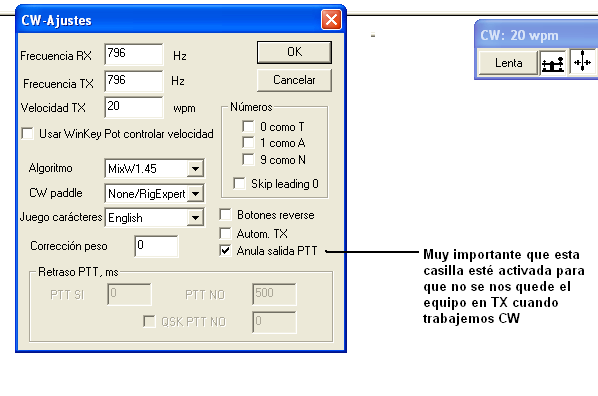 CW-Ajustes
Frecuencia RX 796 Hz
OK
Frecuencia TX 796 Hz
Cancelar
Velocidad TX 20 wpm
Usar WinKey Pot controlar velocidad
Números
0 como T
1 como A
9 como N
Skip leading 0
Algoritmo MixW1.45
CW paddle None/RigExpert
Juego carácteres English
Corrección peso 0
Botones reverse
Autom. TX
Anula salida PTT
Retraso PTT, ms
PTT SI 0 PTT NO 500
QSK PTT NO 0
CW: 20 wpm
Lenta
Muy importante que esta
casilla esté activada para
que no se nos quede el
equipo en TX cuando
trabajemos CW